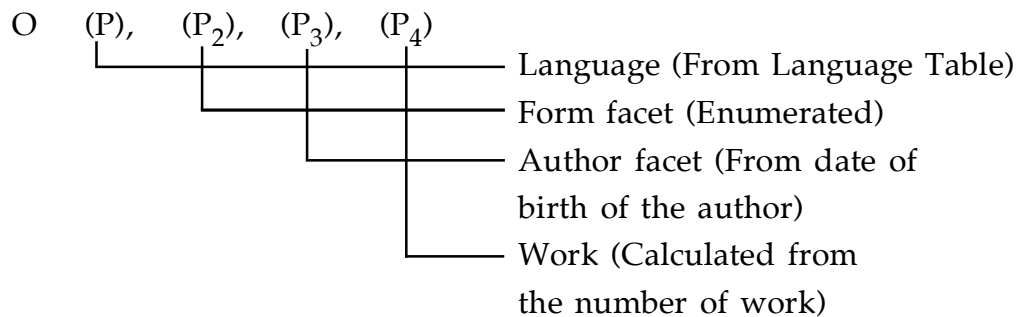 O (P), (P2), (P3), (P4)
Language (From Language Table)
Form facet (Enumerated)
Author facet (From date of
birth of the author)
Work (Calculated from
the number of work)